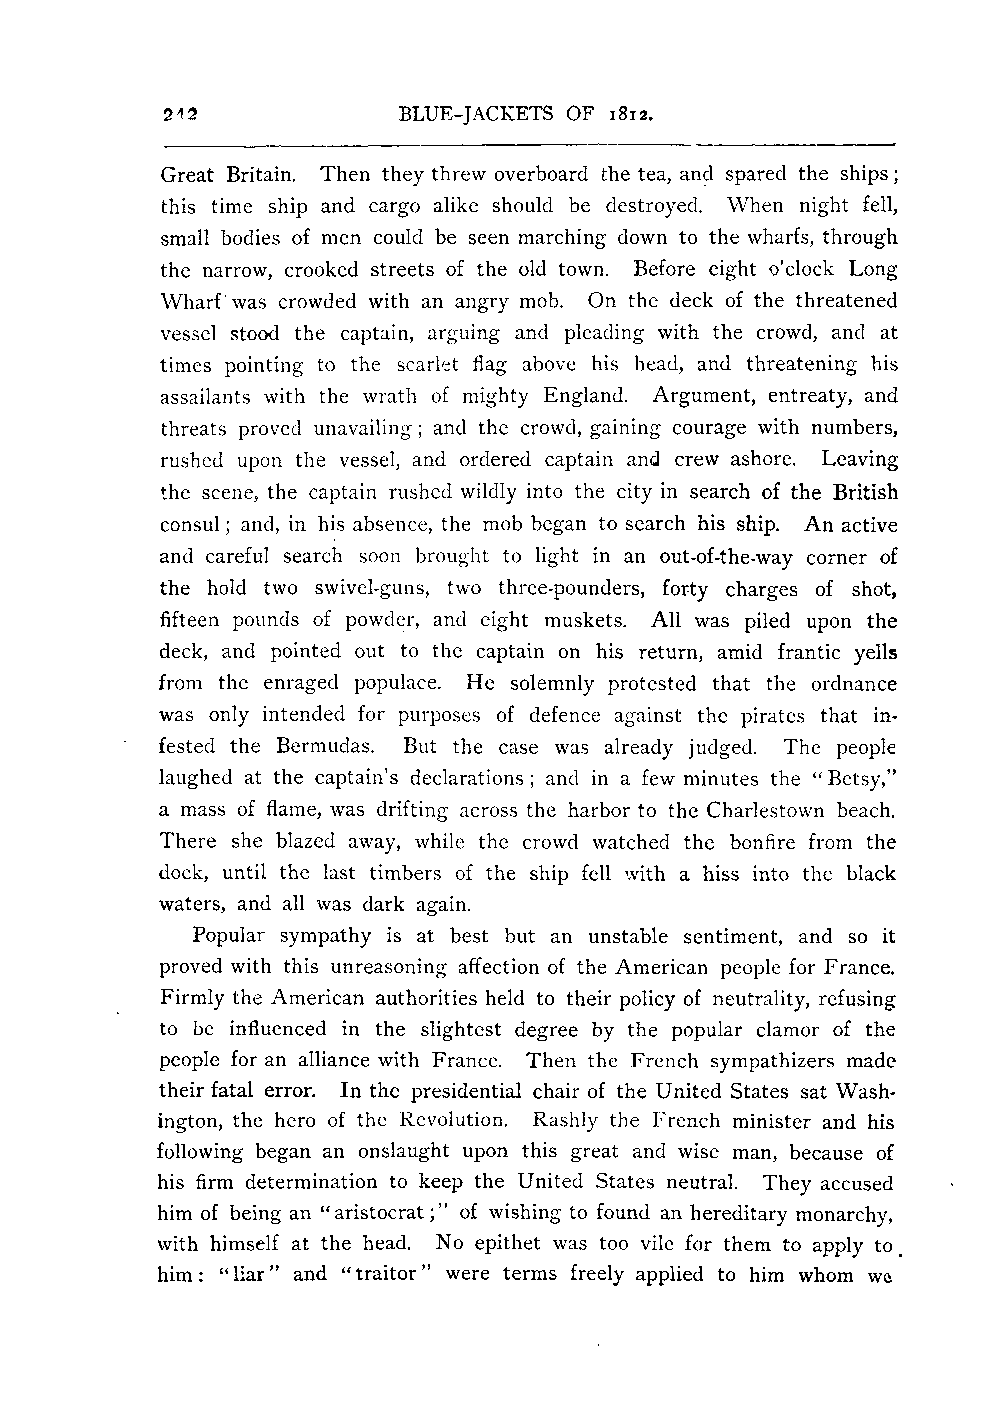 242 BLUE-JACKETS OF 1812.
Great Britain. Then they threw overboard the tea, and spared the ships;
this time ship and cargo alike should be destroyed. When night fell,
small bodies of men could be seen marching down to the wharfs, through
the narrow, crooked streets of the old town. Before eight o'clock Long
Wharf was crowded with an angry mob. On the deck of the threatened
vessel stood the captain, arguing and pleading with the crowd, and at
times pointing to the scarlet flag above his head, and threatening his
assailants with the wrath of mighty England. Argument, entreaty, and
threats proved unavailing; and the crowd, gaining courage with numbers,
rushed upon the vessel, and ordered captain and crew ashore. Leaving
the scene, the captain rushed wildly into the city in search of the British
consul; and, in his absence, the mob began to search his ship. An active
and careful search soon brought to light in an out-of-the-way corner of
the hold two swivel-guns, two three-pounders, forty charges of shot,
fifteen pounds of powder, and eight muskets. All was piled upon the
deck, and pointed out to the captain on his return, amid frantic yells
from the enraged populace. He solemnly protested that the ordnance
was only intended for purposes of defence against the pirates that in-
fested the Bermudas. But the case was already judged. The people
laughed at the captain's declarations; and in a few minutes the "Betsy,"
a mass of flame, was drifting across the harbor to the Charlestown beach.
There she blazed away, while the crowd watched the bonfire from the
dock, until the last timbers of the ship fell with a hiss into the black
waters, and all was dark again.
Popular sympathy is at best but an unstable sentiment, and so it
proved with this unreasoning affection of the American people for France.
Firmly the American authorities held to their policy of neutrality, refusing
to be influenced in the slightest degree by the popular clamor of the
people for an alliance with France. Then the French sympathizers made
their fatal error. In the presidential chair of the United States sat Wash-
ington, the hero of the Revolution. Rashly the French minister and his
following began an onslaught upon this great and wise man, because of
his firm determination to keep the United States neutral. They accused
him of being an "aristocrat;" of wishing to found an hereditary monarchy,
with himself at the head. No epithet was too vile for them to apply to
him: "liar" and "traitor" were terms freely applied to him whom we